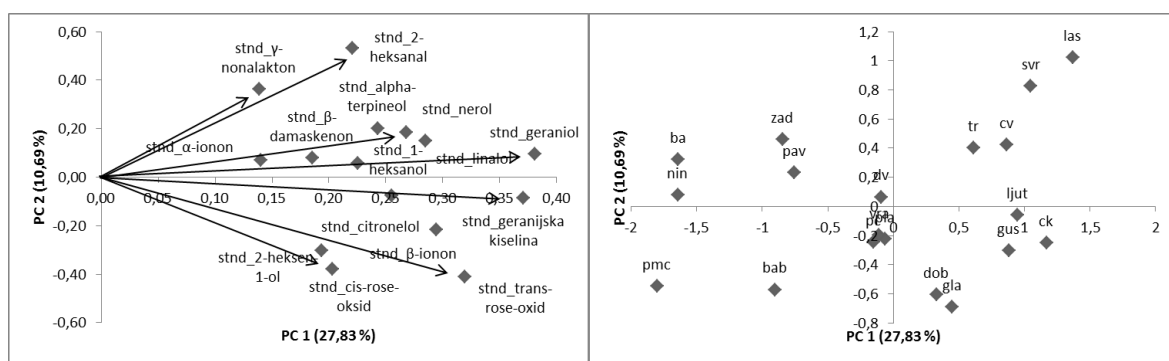 0,60
0,40
0,20
0,00
-0,20
-0,40
-0,60
PC 2 (10,69 %)
0,00
0,05
0,10
0,15
0,20
0,25
0,30
0,35
0,40
PC 1 (27,83 %)
stnd_γ-
nonalakton
stnd_2-
heksanal
stnd_alpha-
terpineol
stnd_nerol
stnd_β-
damaskenon
stnd_geraniol
stnd_α-ionon
stnd_1-
heksanol
stnd_linalol
stnd_geranijska
kiselina
stnd_citronelol
stnd_2-heksen-
1-ol
stnd_β-ionon
stnd_cis-rose-
oksid
stnd_trans-
rose-oxid
1,2
1
0,8
0,6
0,4
0,2
0
-0,2
-0,4
-0,6
-0,8
PC 2 (10,69 %)
-2
-1,5
-1
-0,5
0
0,5
1
1,5
2
PC 1 (27,83 %)
las
svr
tr
cv
zad
pav
ba
nin
dv
ljut
gus
ck
pmc
bab
dob
gla